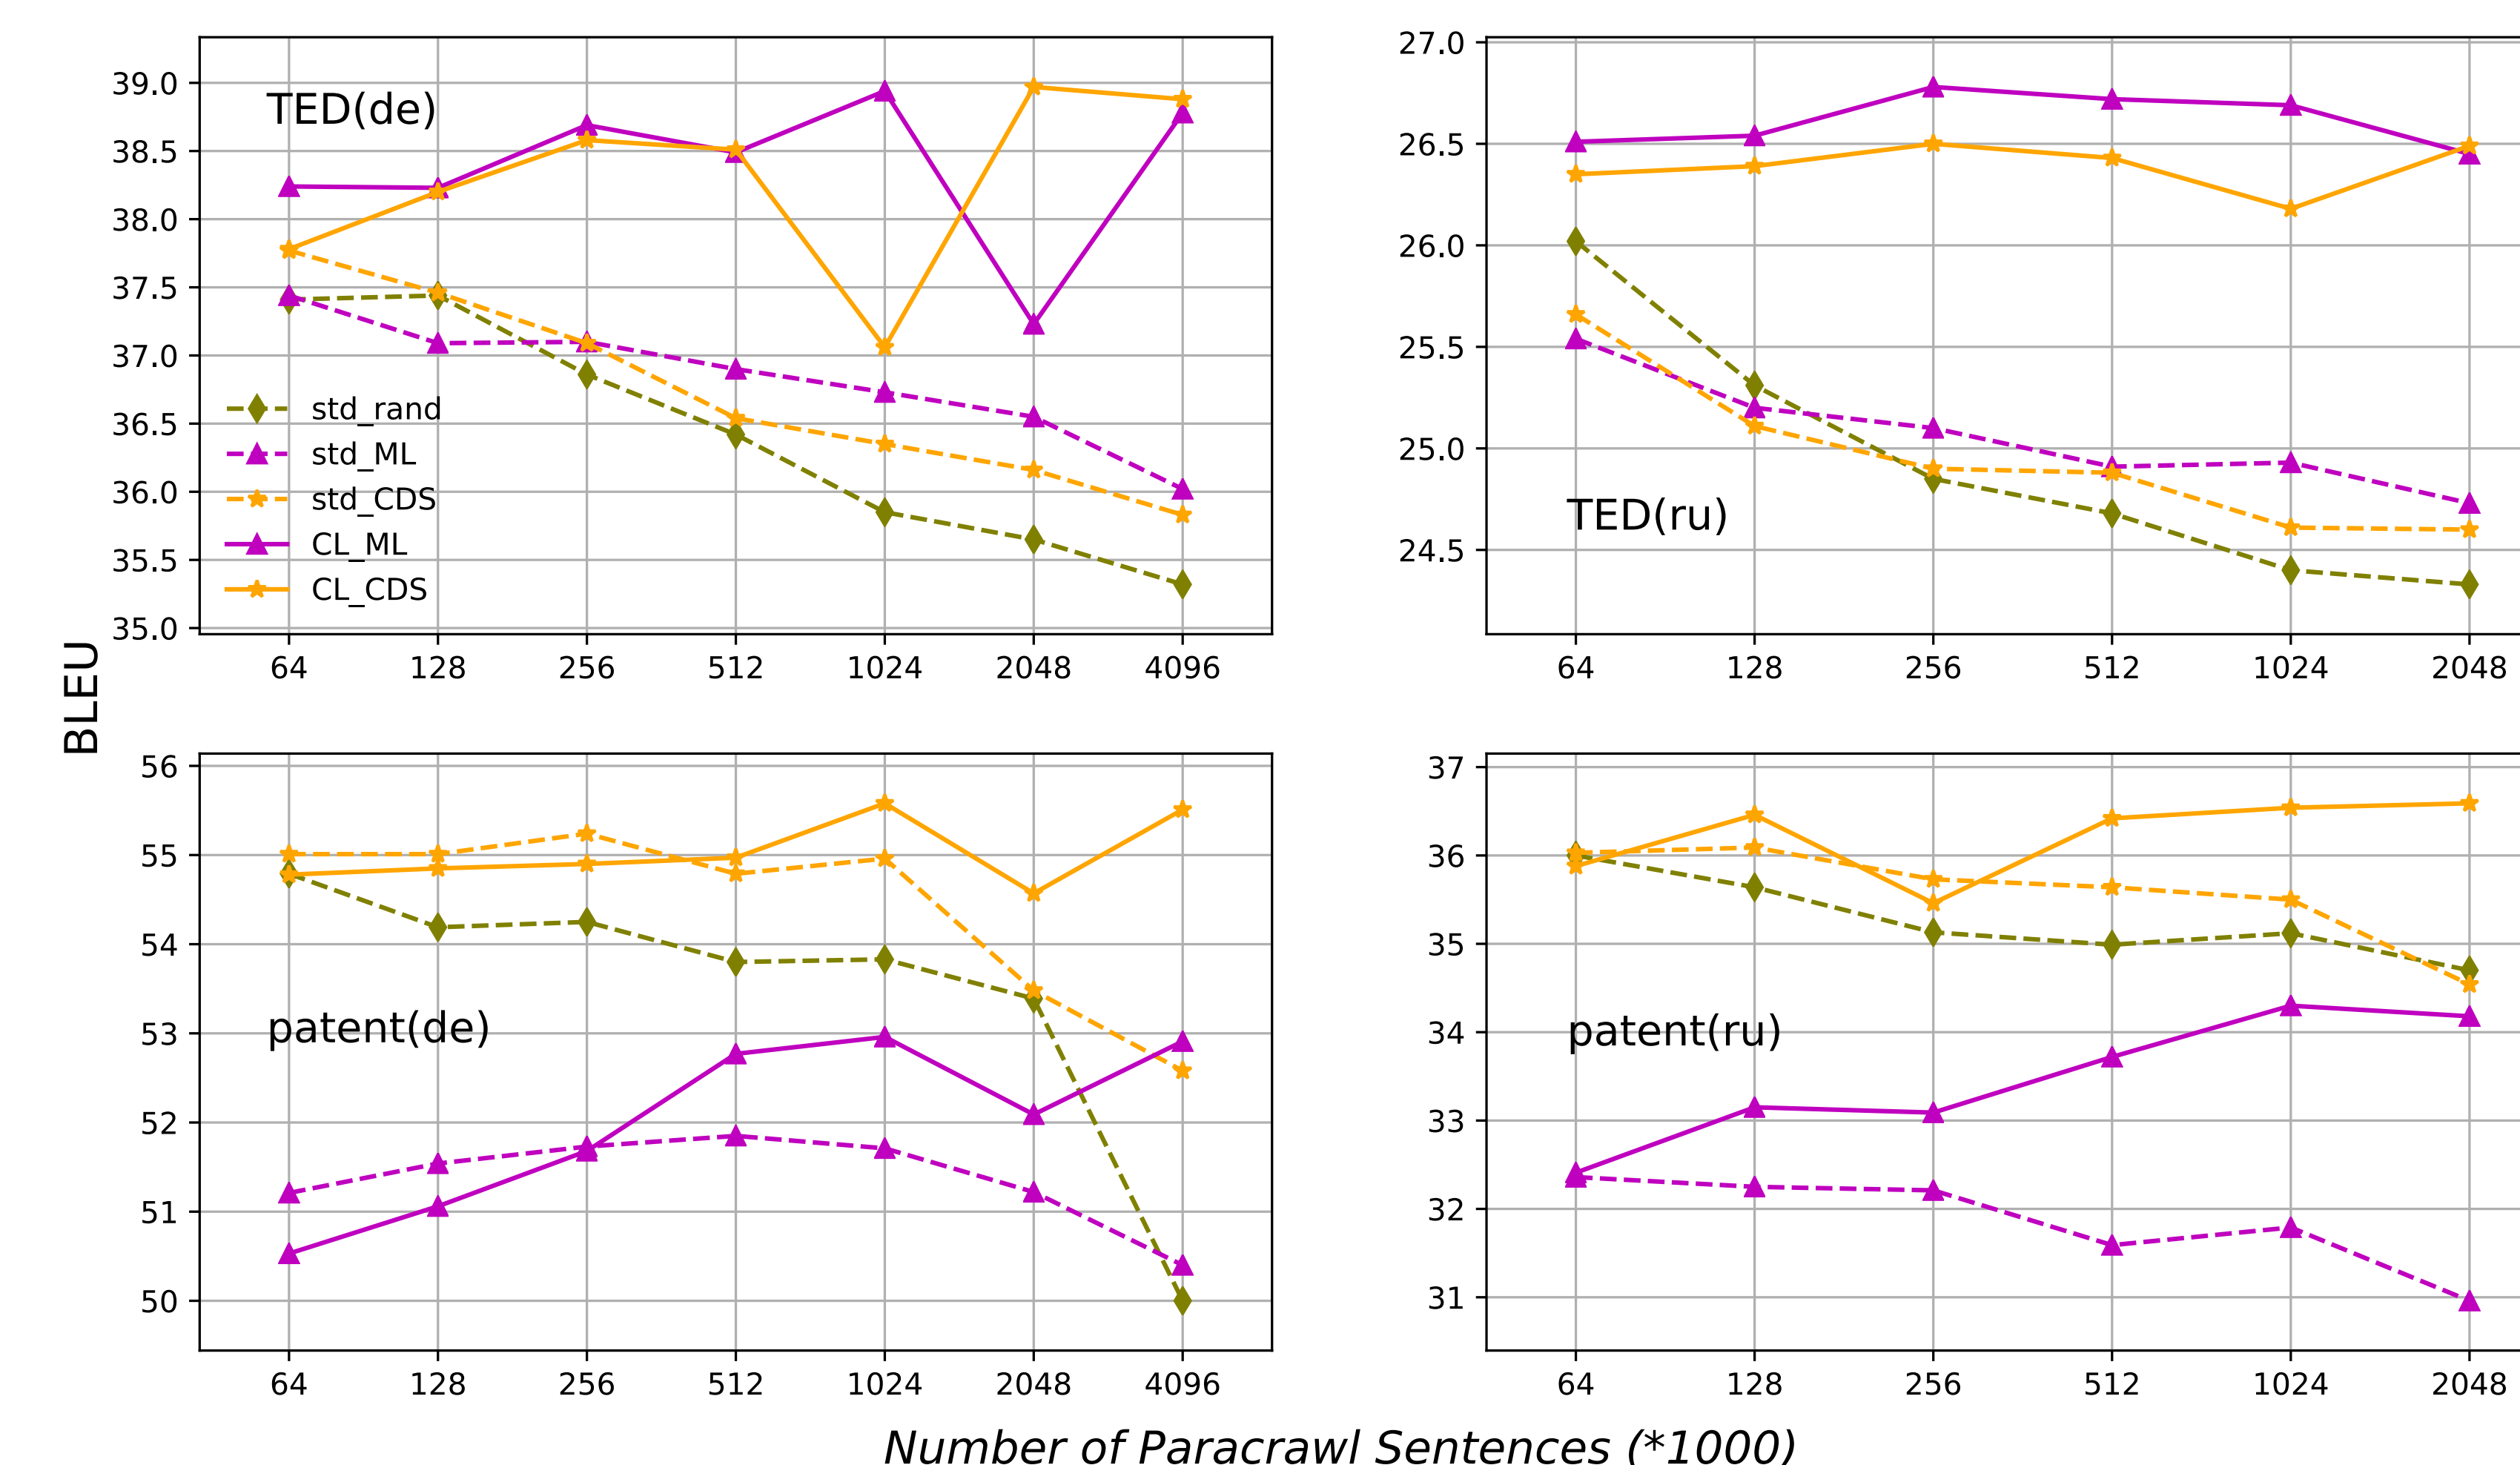 39.0
38.5
38.0
37.5
37.0
36.5
36.0
35.5
35.0
TED(de)
std_rand
std_ML
std_CDS
CL_ML
CL_CDS
64 128 256 512 1024 2048 4096
27.0
26.5
26.0
25.5
25.0
24.5
TED(ru)
64 128 256 512 1024 2048
BLEU
56
55
54
53
52
51
50
patent(de)
64 128 256 512 1024 2048 4096
37
36
35
34
33
32
31
patent(ru)
64 128 256 512 1024 2048
Number of Paracrawl Sentences (*1000)